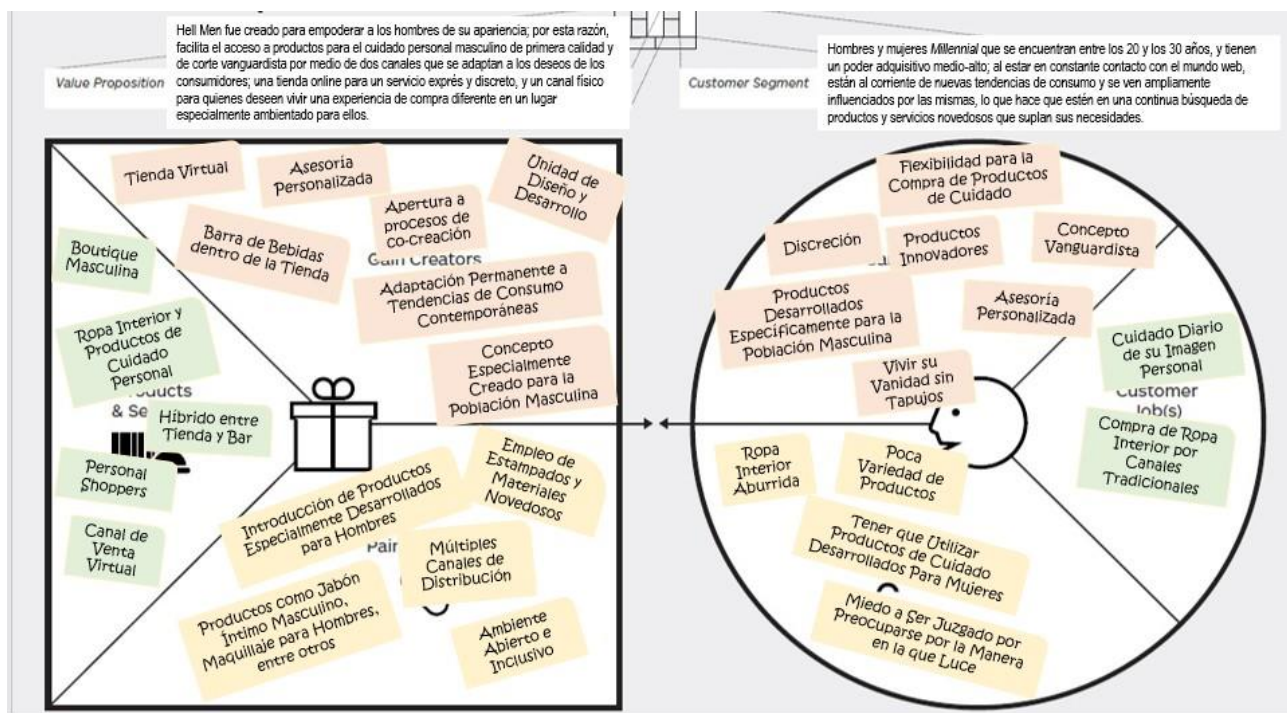 Hell Men fue creado para empoderar a los hombres de su apariencia; por esta razón,
facilita el acceso a productos para el cuidado personal masculino de primera calidad y
de corte vanguardista por medio de dos canales que se adaptan a los deseos de los
consumidores; una tienda online para un servicio exprés y discreto, y un canal físico
para quienes deseen vivir una experiencia de compra diferente en un lugar
especialmente ambientado para ellos.
Value Proposition
Customer Segment
Hombres y mujeres Millennial que se encuentran entre los 20 y los 30 años, y tienen
un poder adquisitivo medio-alto; al estar en constante contacto con el mundo web,
están al corriente de nuevas tendencias de consumo y se ven ampliamente
influenciados por las mismas, lo que hace que estén en una continua búsqueda de
productos y servicios novedosos que suplan sus necesidades.
Tienda Virtual
Asesoría
Personalizada
Unidad de
Diseño y
Desarrollo
Apertura a
procesos de
co-creación
Barra de Bebidas
dentro de la Tienda
Gain Creators
Adaptación Permanente a
Tendencias de Consumo
Contemporáneas
Concepto
Especialmente
Creado para la
Población Masculina
Boutique
Masculina
Ropa Interior y
Productos de
Cuidado
Personal
& Se
Híbrido entre
Tienda y Bar
Personal
Shoppers
Canal de
Venta
Virtual
Empleo de
Estampados y
Materiales
Novedosos
Introducción de Productos
Especialmente Desarrollados
para Hombres
Pain
Múltiples
Canales de
Distribución
Productos como Jabón
Íntimo Masculino,
Maquillaje para Hombres,
entre otros
Ambiente
Abierto e
Inclusivo
Flexibilidad para la
Compra de Productos
de Cuidado
Discreción
Productos
Innovadores
Concepto
Vanguardista
Productos
Desarrollados
Específicamente para la
Población Masculina
Asesoría
Personalizada
Vivir su
Vanidad sin
Tapujos
Cuidado Diario
de su Imagen
Personal
Customer
Job(s)
Compra de Ropa
Interior por
Canales
Tradicionales
Ropa
Interior
Aburrida
Poca
Variedad de
Productos
Tener que Utilizar
Productos de Cuidado
Desarrollados Para Mujeres
Miedo a Ser Juzgado por
Preocuparse por la Manera
en la que Luce